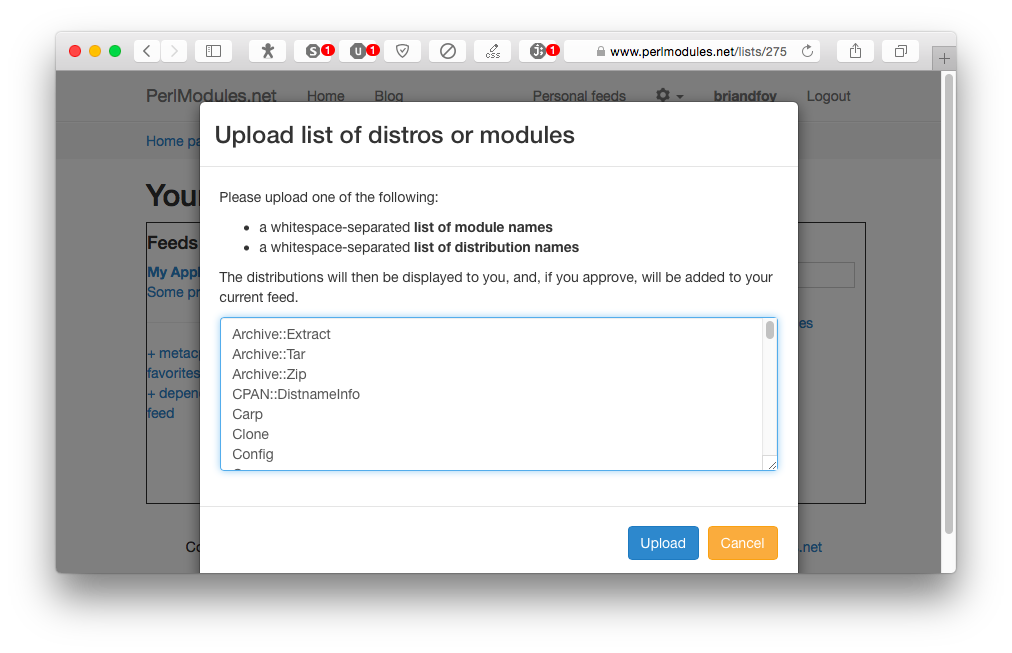 S 1 U 1 css J: 1 www.perlmodules.net/lists/275
PerlModules.net Home Blog Personal feeds briandfoy Logout
Home pa
Upload list of distros or modules
Your
Please upload one of the following:
• a whitespace-separated list of module names
• a whitespace-separated list of distribution names
Feeds
My Appl
Some pr
The distributions will then be displayed to you, and, if you approve, will be added to your
current feed.
es
+ metacp
favorites
+ depen
feed
Archive::Extract
Archive::Tar
Archive::Zip
CPAN::DistnameInfo
Carp
Clone
Config
Upload Cancel
Co
.net